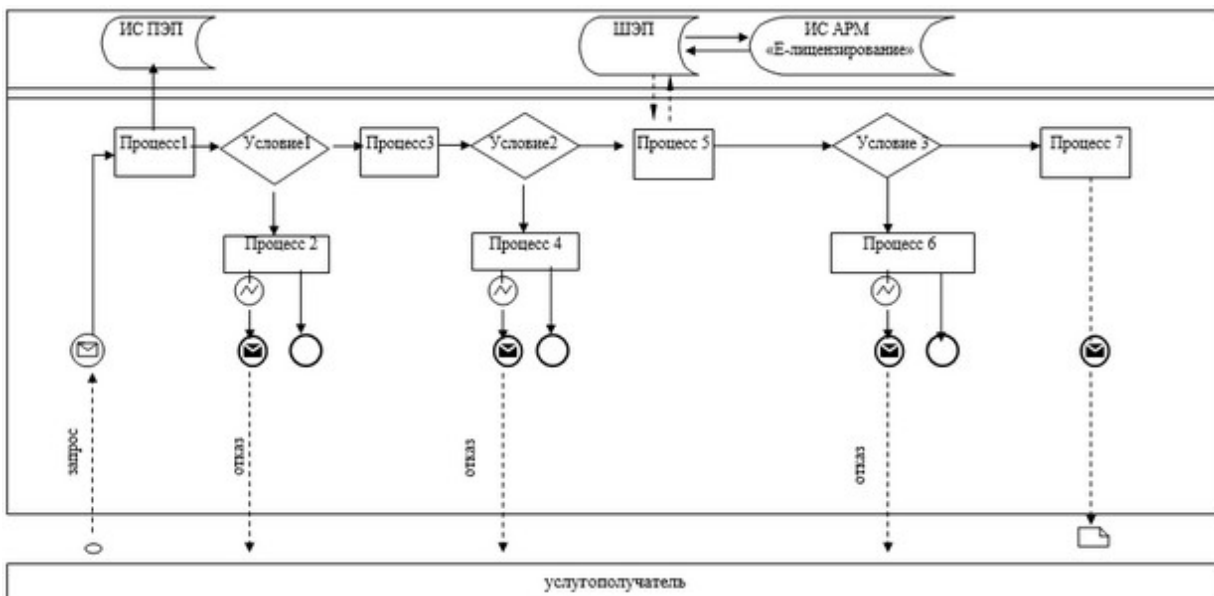 ИС ПЭП
ШЭП
ИС АРМ
«Е-лицензирование»
Процесс1
Условие1
Процесс3
Условие2
Процесс 5
Условие 3
Процесс 7
Процесс 2
Процесс 4
Процесс 6
запрос
отказ
отказ
отказ
услугополучатель